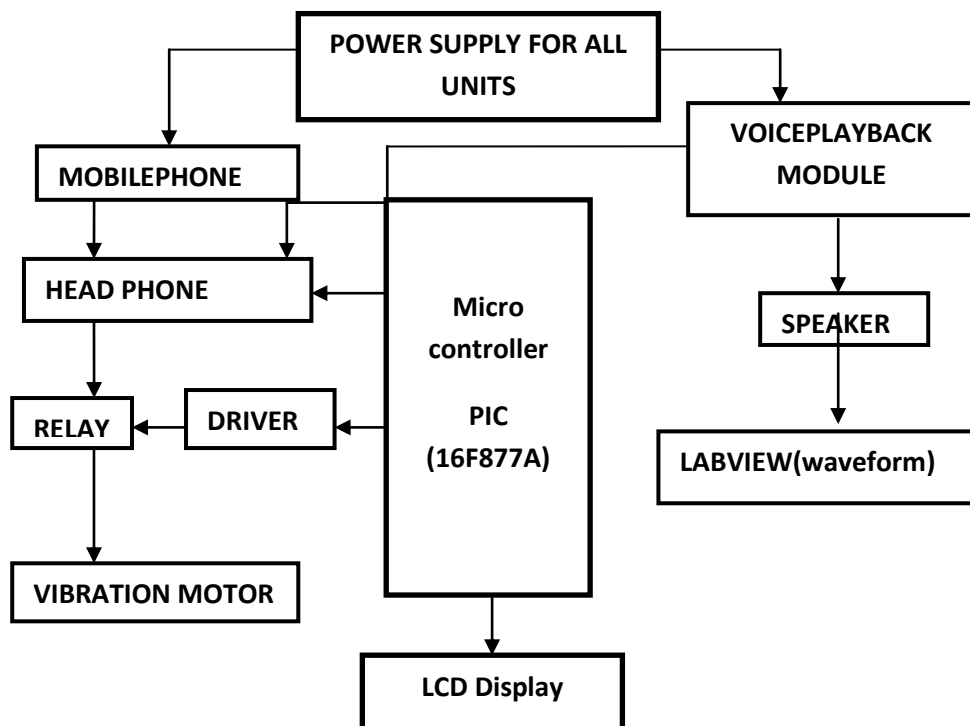 POWER SUPPLY FOR ALL
UNITS
VOICEPLAYBACK
MODULE
MOBILEPHONE
HEAD PHONE
Micro
controller
PIC
(16F877A)
SPEAKER
RELAY
DRIVER
LABVIEW(waveform)
VIBRATION MOTOR
LCD Display